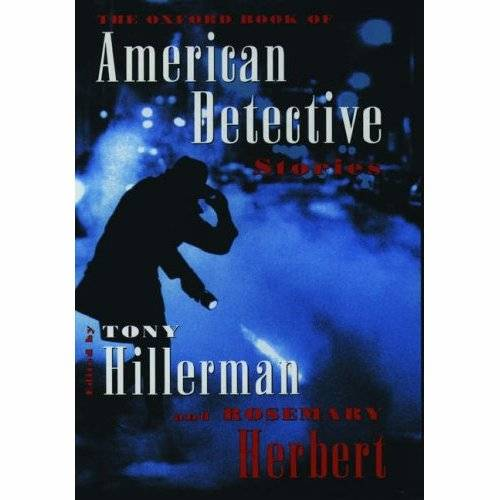 THE OXFORD BOOK OF
American
Detective
Stories
Edited by
TONY
Hillerman
and ROSEMARY
Herbert